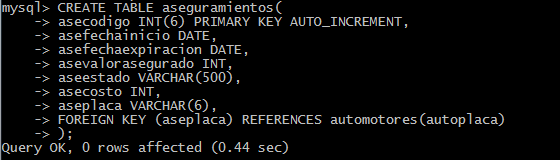 mysql> CREATE TABLE aseguramientos(
    -> asecodigo INT(6) PRIMARY KEY AUTO_INCREMENT,
    -> asefechainicio DATE,
    -> asefechaexpiracion DATE,
    -> asevalorasegurado INT,
    -> aseestado VARCHAR(500),
    -> asecosto INT,
    -> aseplaca VARCHAR(6),
    -> FOREIGN KEY (aseplaca) REFERENCES automotores(autoplaca)
    -> );
Query OK, 0 rows affected (0.44 sec)